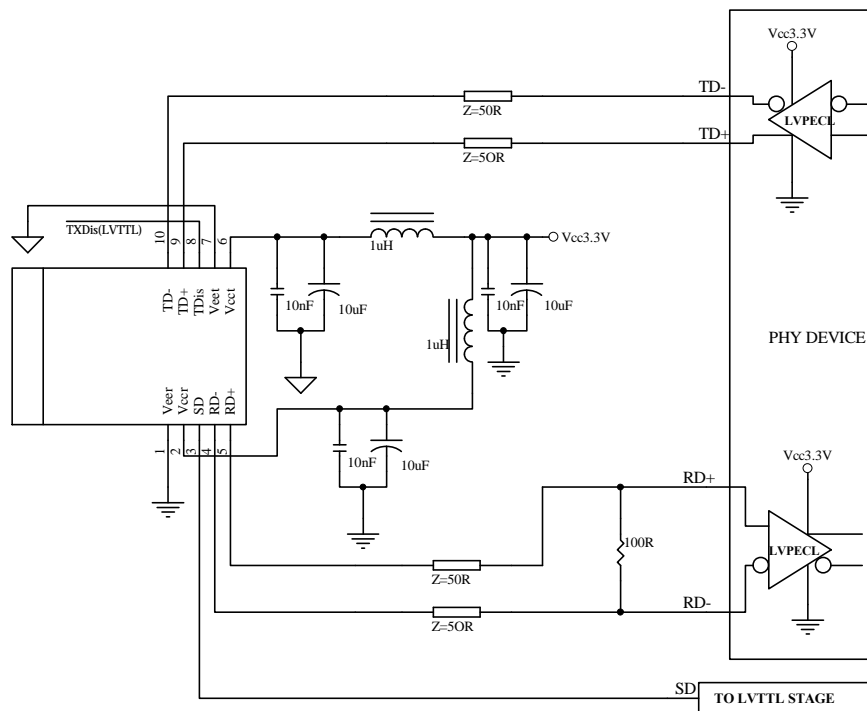 Vcc3.3V
TD-
Z=50R
LVPECL
TD+
Z=5OR
TXDis(LVTTL)
10
9
8
7
6
1uH
Vcc3.3V
TD-
TD+
TDis
Veet
Vcct
10nF
10uF
10nF
10uF
1uH
PHY DEVICE
Veer
Vccr
SD
RD-
RD+
1
2
3
4
5
10nF
10uF
Vcc3.3V
RD+
100R
LVPECL
Z=50R
RD-
Z=5OR
SD
TO LVTTL STAGE